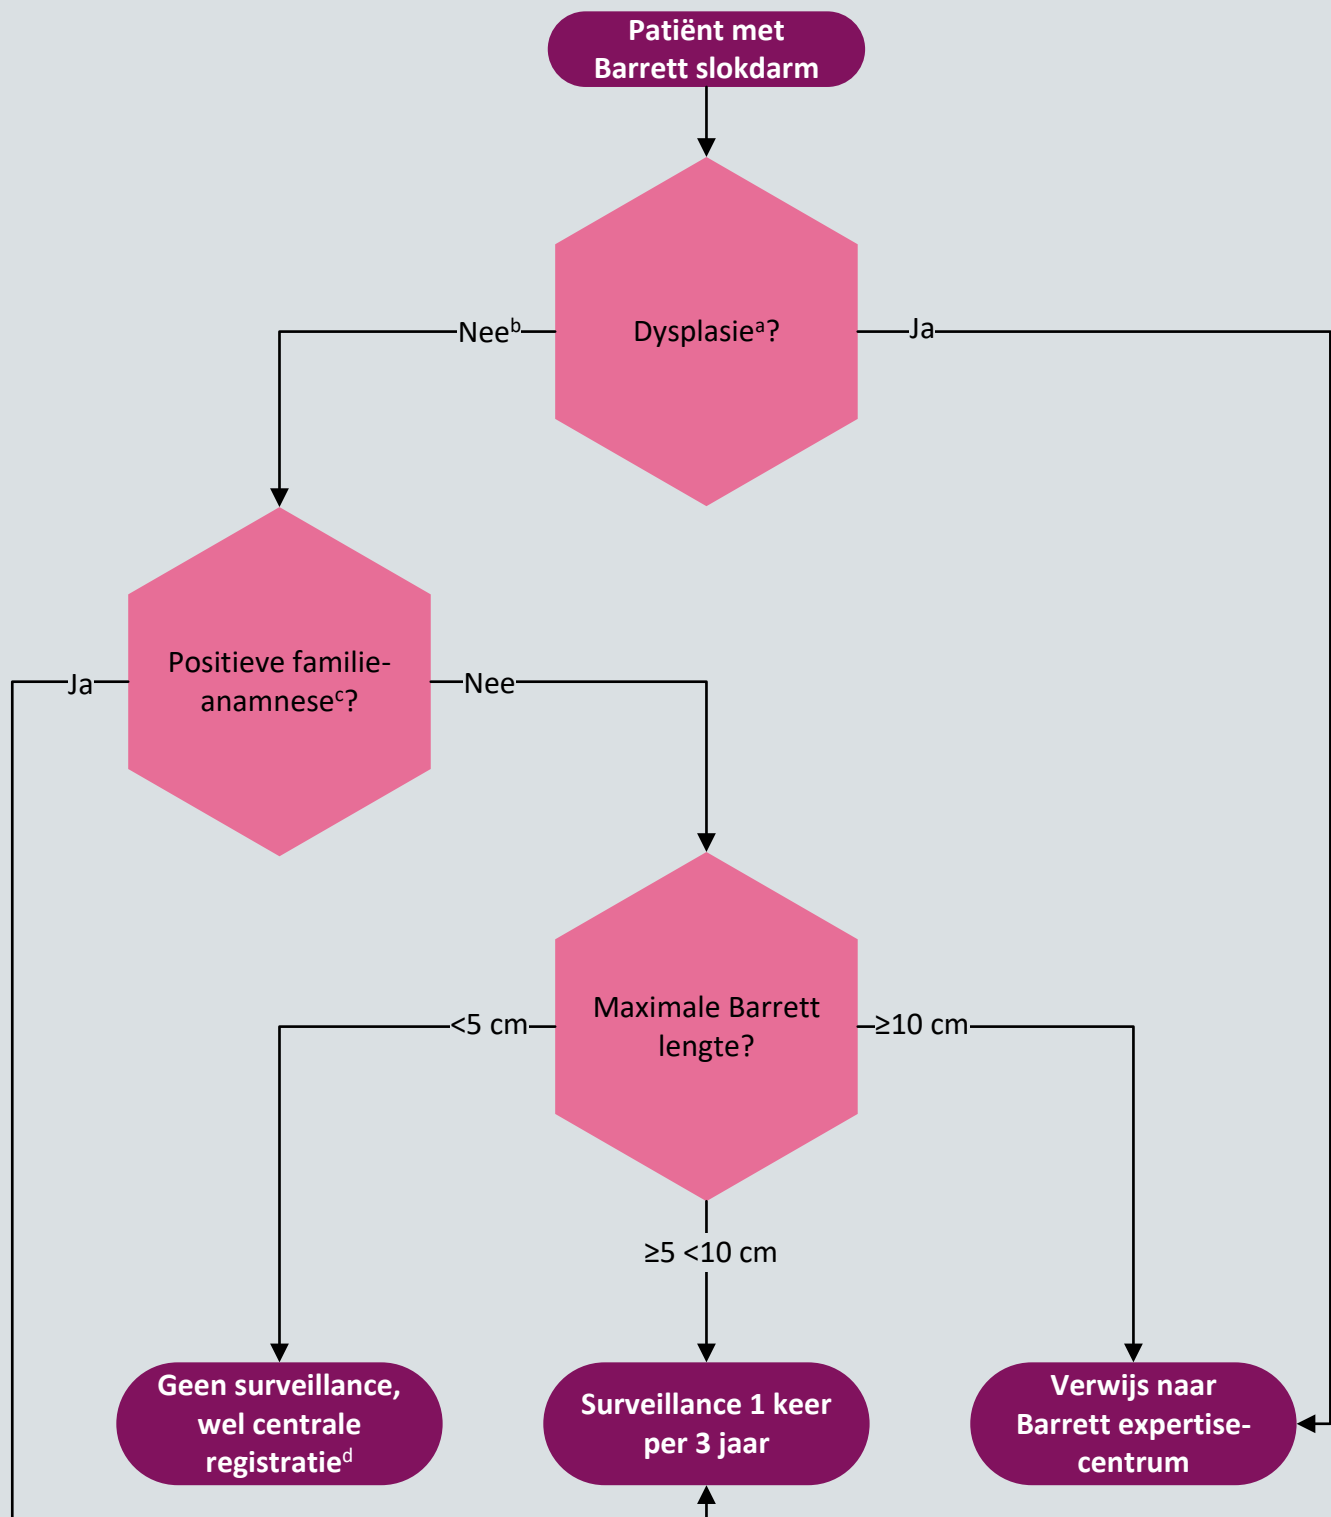 Patiënt met
Barrett slokdarm
Neeᵇ
Dysplasieᵃ?
Ja
Ja
Positieve familie-
anamneseᶜ?
Nee
<5 cm
Maximale Barrett
lengte?
≥10 cm
≥5 <10 cm
Geen surveillance,
wel centrale
registratieᵈ
Surveillance 1 keer
per 3 jaar
Verwijs naar
Barrett expertise-
centrum